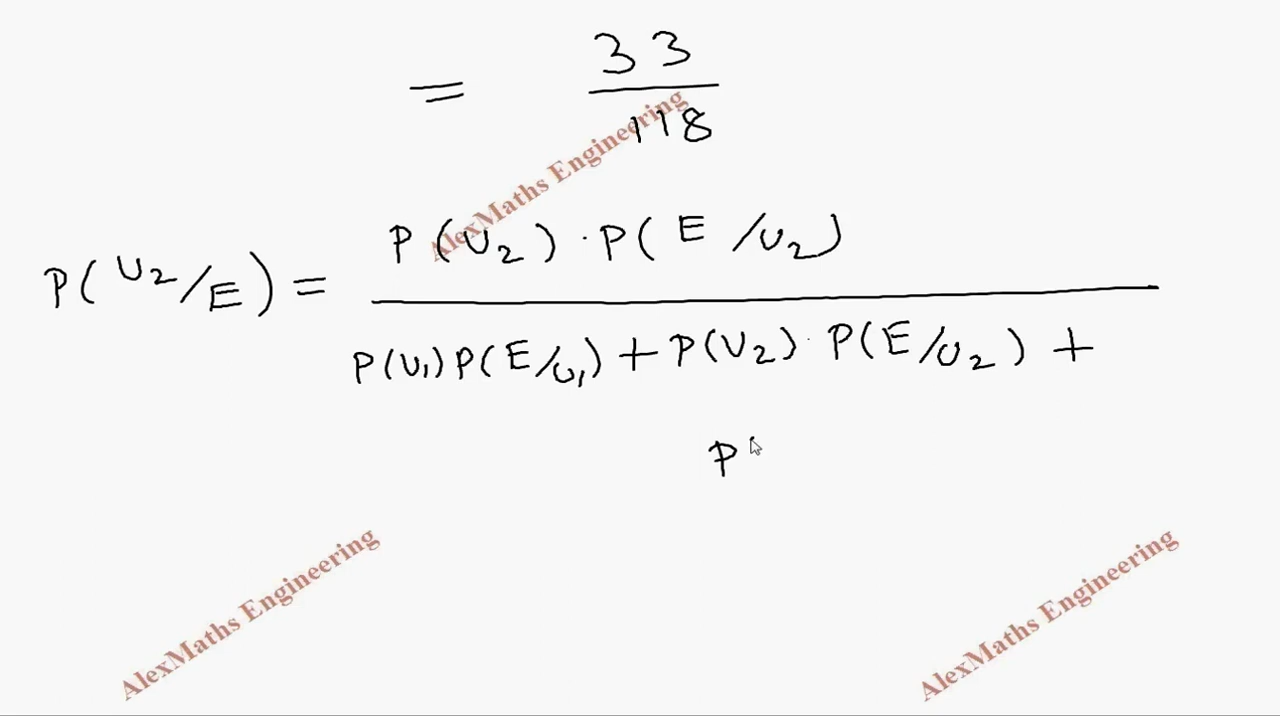 = 33
118
AlexMaths Engineering
P(U2/E) = P(U2) · P(E/U2)
P(U1)P(E/U1) + P(U2) · P(E/U2) +
P
AlexMaths Engineering
AlexMaths Engineering